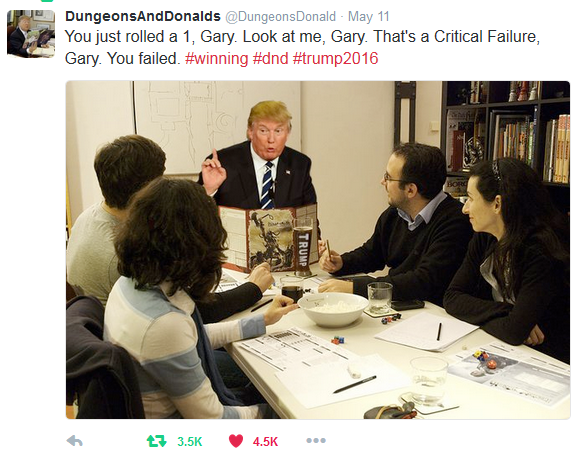 DungeonsAndDonalds @DungeonsDonald · May 11
You just rolled a 1, Gary. Look at me, Gary. That's a Critical Failure,
Gary. You failed. #winning #dnd #trump2016
TRUMP
3.5K 4.5K